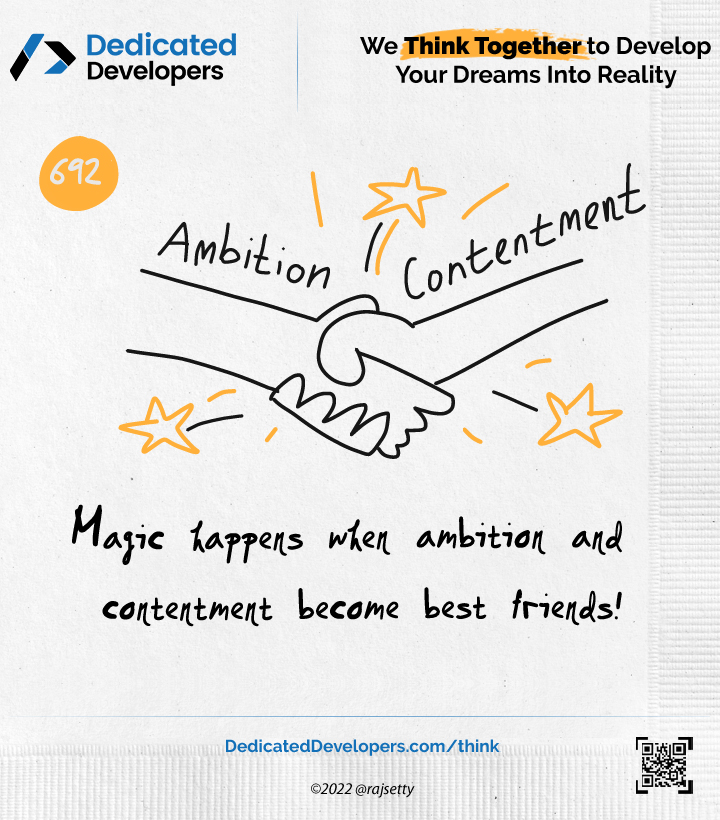 Dedicated
Developers
We Think Together to Develop
Your Dreams Into Reality
692
Ambition
Contentment
Magic happens when ambition and
contentment become best friends!
DedicatedDevelopers.com/think
©2022 @rajsetty